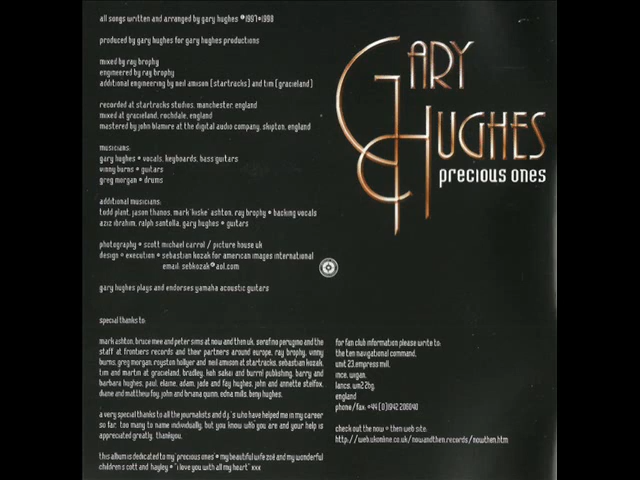 all songs written and arranged by gary hughes ℗1997+1998
produced by gary hughes for gary hughes productions
mixed by ray brophy
engineered by ray brophy
additional engineering by neil amison (startracks) and tim (gracieland)
recorded at startracks studios, manchester, england
mixed at gracieland, rochdale, england
mastered by john blamire at the digital audio company, skipton, england
musicians:
gary hughes • vocals, keyboards, bass guitars
vinny burns • guitars
greg morgan • drums
additional musicians:
todd plant, jason thanos, mark 'kiske' ashton, ray brophy • backing vocals
aziz ibrahim, ralph santolla, gary hughes • guitars
photography • scott michael carrol / picture house uk
design + execution • sebastian kozak for american images international
email: sebkozak@aol.com
gary hughes plays and endorses yamaha acoustic guitars
special thanks to:
mark ashton, bruce mee and peter sims at now and then uk, serafino perugino and the
staff at frontiers records and their partners around europe, ray brophy, vinny
burns, greg morgan, royston hollyer and neil amison at startracks, sebastian kozak,
tim and martin at gracieland, bradley, koh sakai and burrn! publishing, barry and
barbara hughes, paul, elaine, adam, jade and fay hughes, john and annette stelfox,
diane and matthew foy, john and briana quinn, edna mills, benji hughes.
a very special thanks to all the journalists and d.j.'s who have helped me in my career
so far. too many to name individually, but you know who you are and your help is
appreciated greatly. thankyou.
this album is dedicated to my 'precious ones' • my beautiful wife zoë and my wonderful
children scott and hayley • "i love you with all my heart" xxx
GARY
HUGHES
precious ones
for fan club information please write to:
the ten navigational command,
unit 23,empress mill,
ince, wigan,
lancs, wm2 2bg,
england
phone/fax: +44 (0)1942 206040
check out the now + then web site:
http://web.ukonline.co.uk/nowandthen.records/nowthen.htm